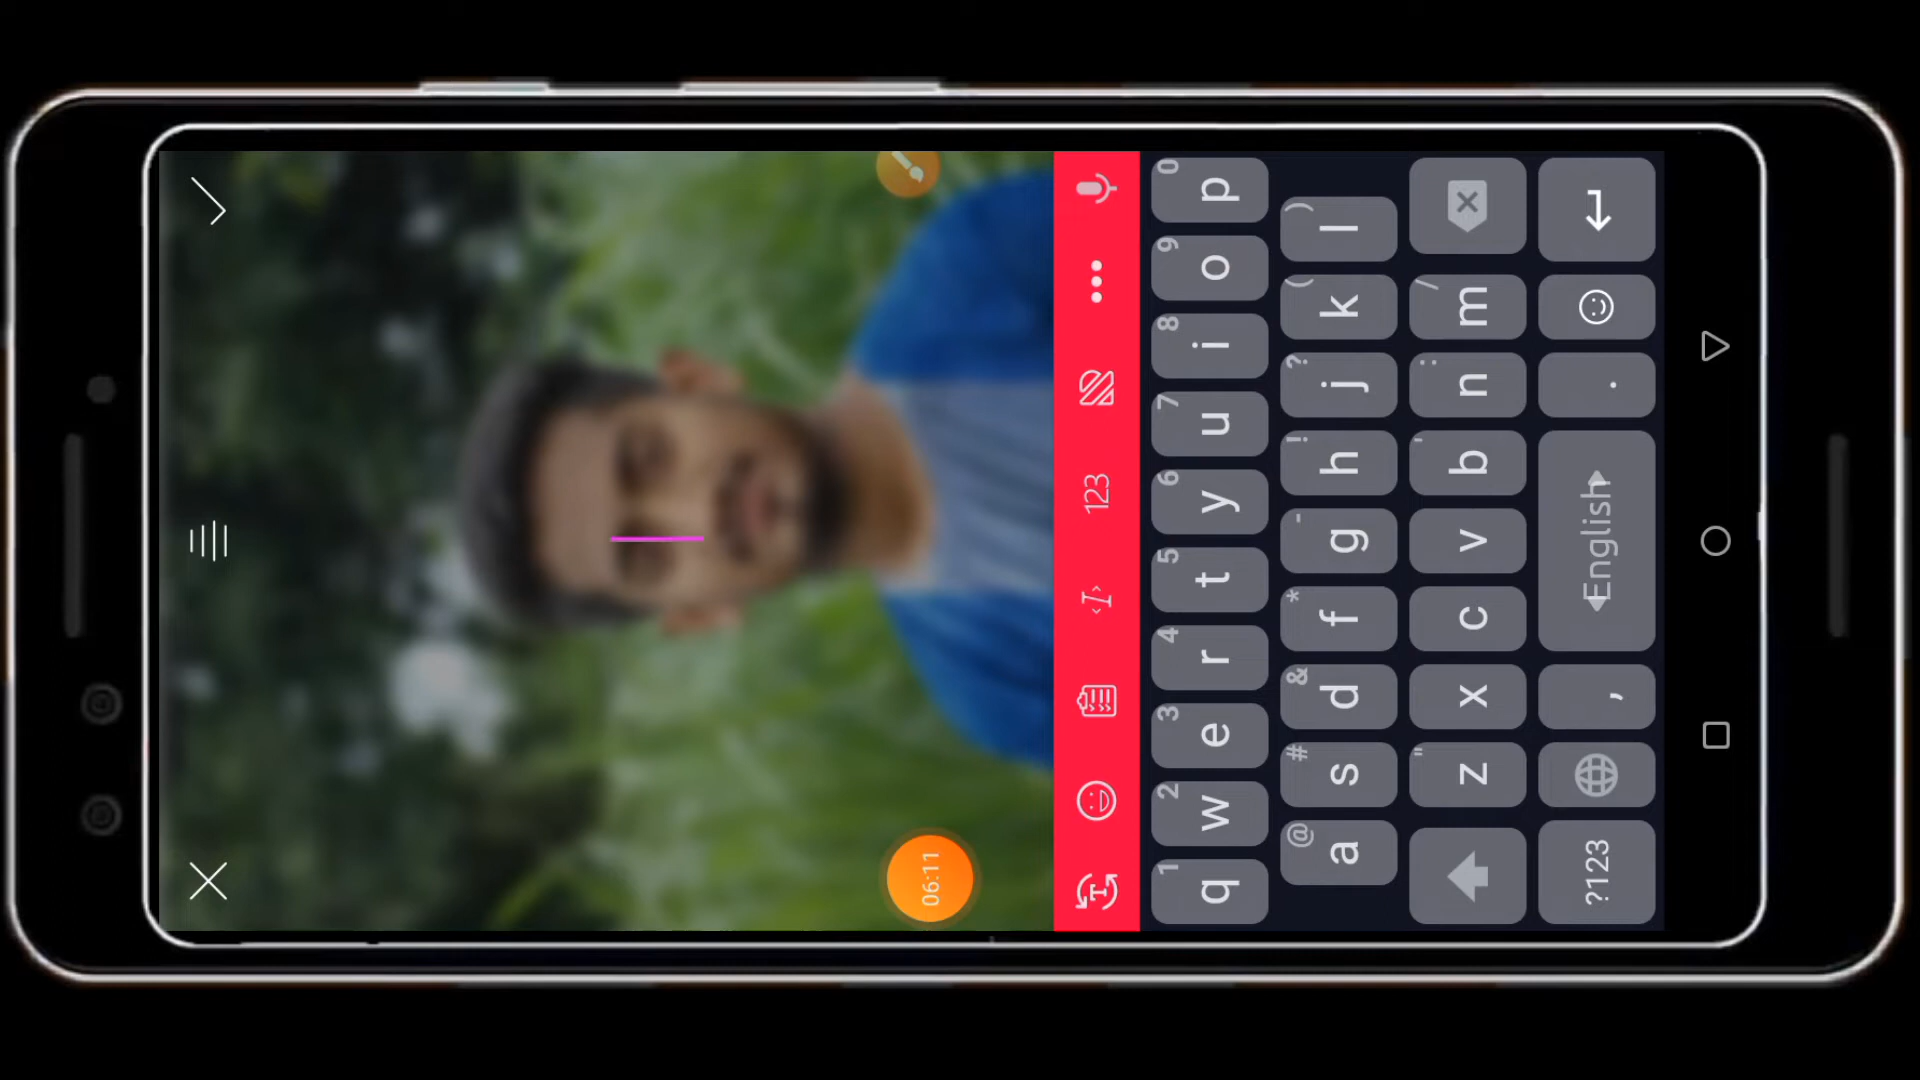 06:11
123
1 2 3 4 5 6 7 8 9 0
q w e r t y u i o p
@ # & * - ! ? ( )
a s d f g h j k l
" ' : /
z x c v b n m
?123 , English .